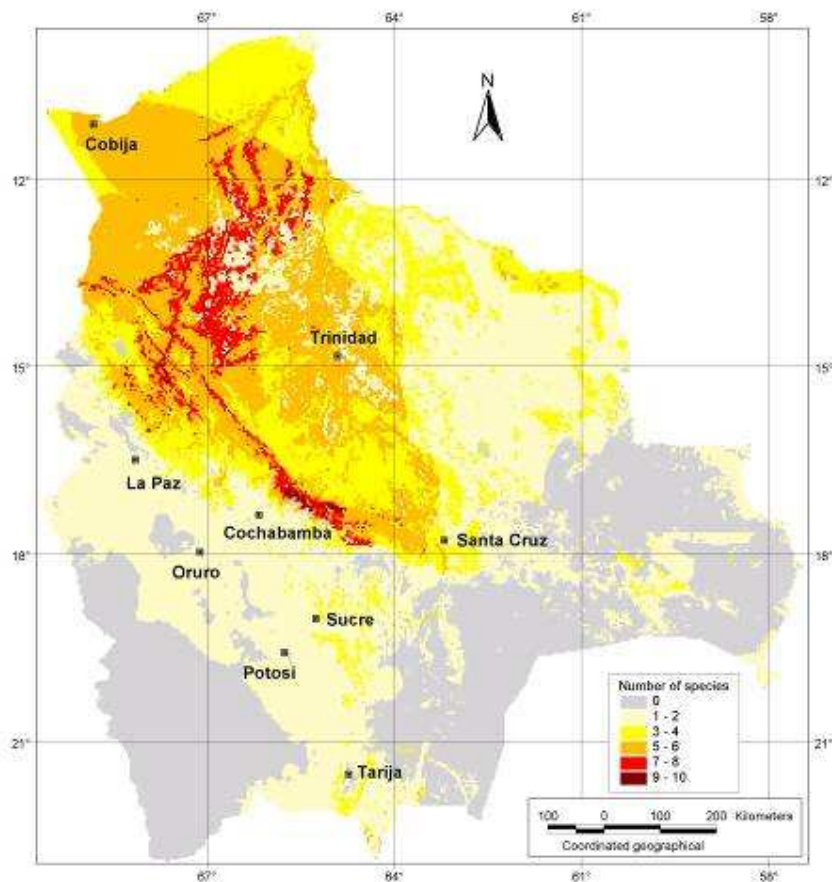 67° 64° 61° 58°
N
Cobija
12° 12°
Trinidad
15° 15°
La Paz
Cochabamba
Santa Cruz
18° 18°
Oruro
Sucre
Potosi
Number of species
0
1 - 2
3 - 4
5 - 6
7 - 8
9 - 10
21° 21°
Tarija
100 0 100 200 Kilometers
Coordinated geographical
67° 64° 61° 58°